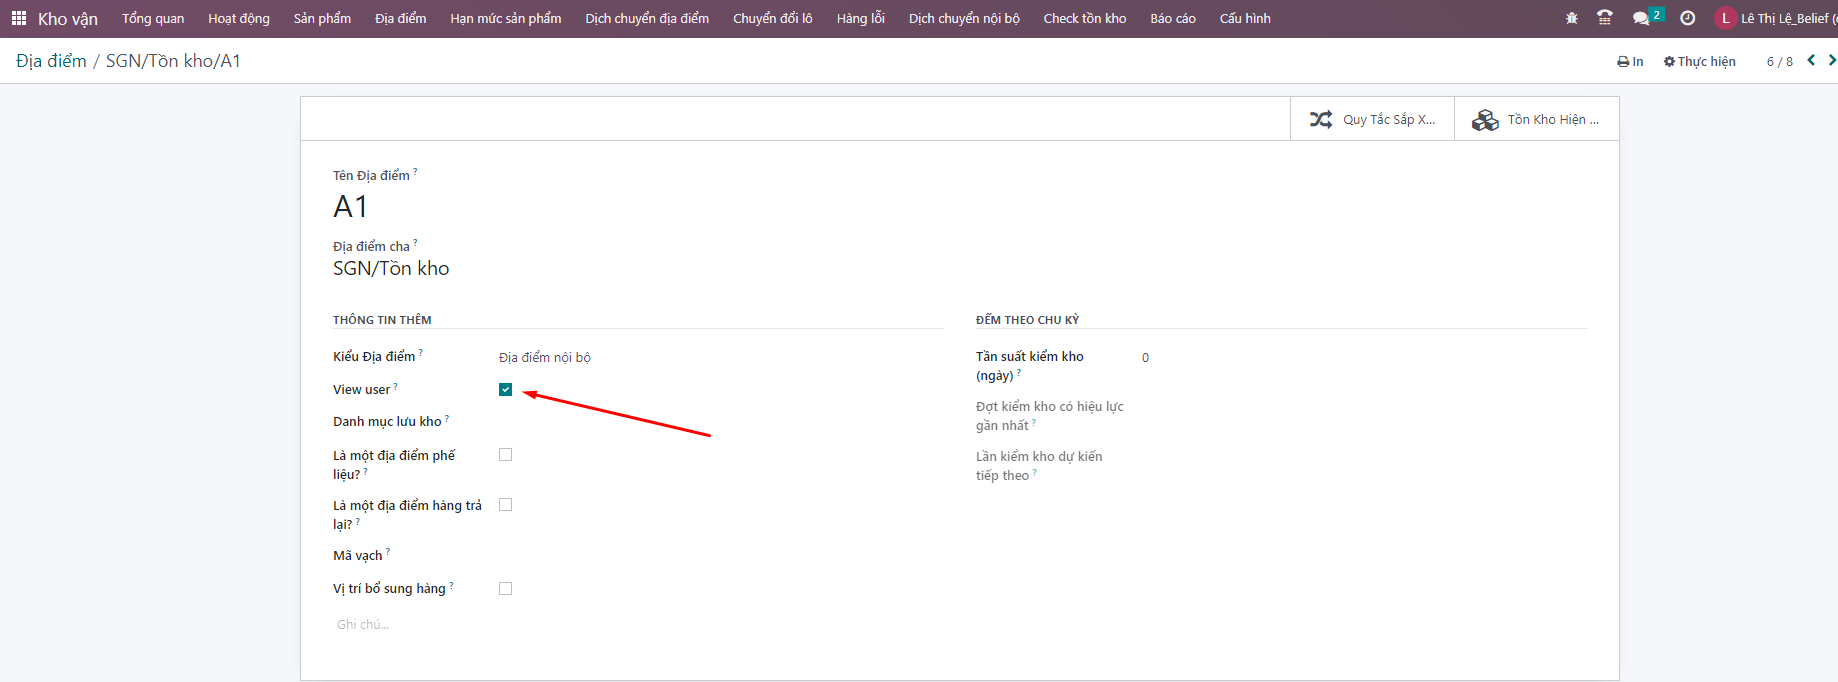 Kho vận Tổng quan Hoạt động Sản phẩm Địa điểm Hạn mức sản phẩm Dịch chuyển địa điểm Chuyển đổi lô Hàng lỗi Dịch chuyển nội bộ Check tồn kho Báo cáo Cấu hình 2 L Lê Thị Lệ_Belief (
Địa điểm / SGN/Tồn kho/A1 In Thực hiện 6 / 8
Quy Tắc Sắp X... Tồn Kho Hiện ...
Tên Địa điểm ?
A1
Địa điểm cha ?
SGN/Tồn kho
THÔNG TIN THÊM
Kiểu Địa điểm ? Địa điểm nội bộ
View user ?
Danh mục lưu kho ?
Là một địa điểm phế
liệu? ?
Là một địa điểm hàng trả
lại? ?
Mã vạch ?
Vị trí bổ sung hàng ?
Ghi chú...
ĐẾM THEO CHU KỲ
Tần suất kiểm kho 0
(ngày) ?
Đợt kiểm kho có hiệu lực
gần nhất ?
Lần kiểm kho dự kiến
tiếp theo ?